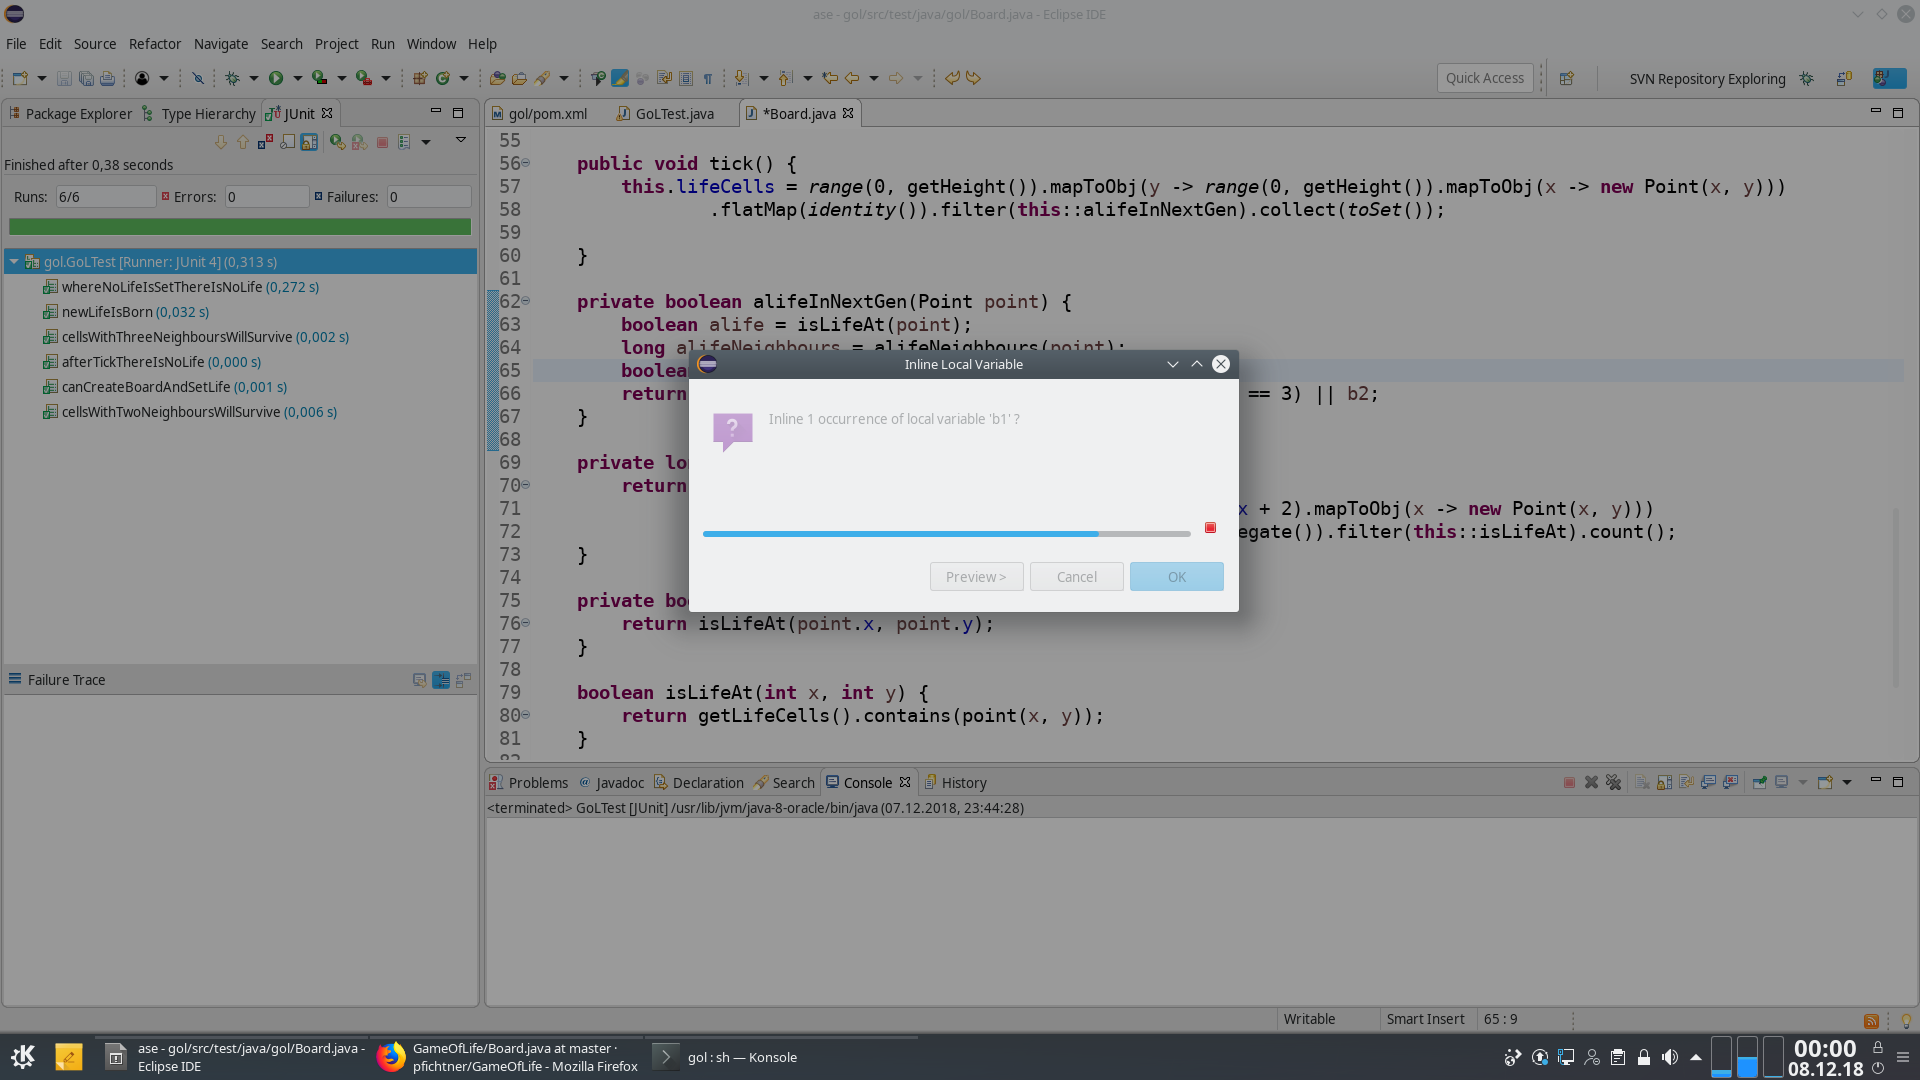 ase - gol/src/test/java/gol/Board.java - Eclipse IDE
File Edit Source Refactor Navigate Search Project Run Window Help
Quick Access
SVN Repository Exploring
Package Explorer Type Hierarchy JUnit
Finished after 0,38 seconds
Runs: 6/6 Errors: 0 Failures: 0
gol.GoLTest [Runner: JUnit 4] (0,313 s)
whereNoLifeIsSetThereIsNoLife (0,272 s)
newLifeIsBorn (0,032 s)
cellsWithThreeNeighboursWillSurvive (0,002 s)
afterTickThereIsNoLife (0,000 s)
canCreateBoardAndSetLife (0,001 s)
cellsWithTwoNeighboursWillSurvive (0,006 s)
Failure Trace
gol/pom.xml GoLTest.java *Board.java
55
56 public void tick() {
57 this.lifeCells = range(0, getHeight()).mapToObj(y -> range(0, getHeight()).mapToObj(x -> new Point(x, y)))
58 .flatMap(identity()).filter(this::alifeInNextGen).collect(toSet());
59
60 }
61
62 private boolean alifeInNextGen(Point point) {
63 boolean alife = isLifeAt(point);
64 long alifeNeighbours = alifeNeighbours(point);
65 boolea
66 return == 3) || b2;
67 }
68
69 private lo
70 return
71 x + 2).mapToObj(x -> new Point(x, y)))
72 egate()).filter(this::isLifeAt).count();
73 }
74
75 private bo
76 return isLifeAt(point.x, point.y);
77 }
78
79 boolean isLifeAt(int x, int y) {
80 return getLifeCells().contains(point(x, y));
81 }
Inline Local Variable
Inline 1 occurrence of local variable 'b1' ?
Preview > Cancel OK
Problems Javadoc Declaration Search Console History
<terminated> GoLTest [JUnit] /usr/lib/jvm/java-8-oracle/bin/java (07.12.2018, 23:44:28)
Writable Smart Insert 65 : 9
ase - gol/src/test/java/gol/Board.java -
Eclipse IDE
GameOfLife/Board.java at master ·
pfichtner/GameOfLife - Mozilla Firefox
gol : sh — Konsole
00:00
08.12.18